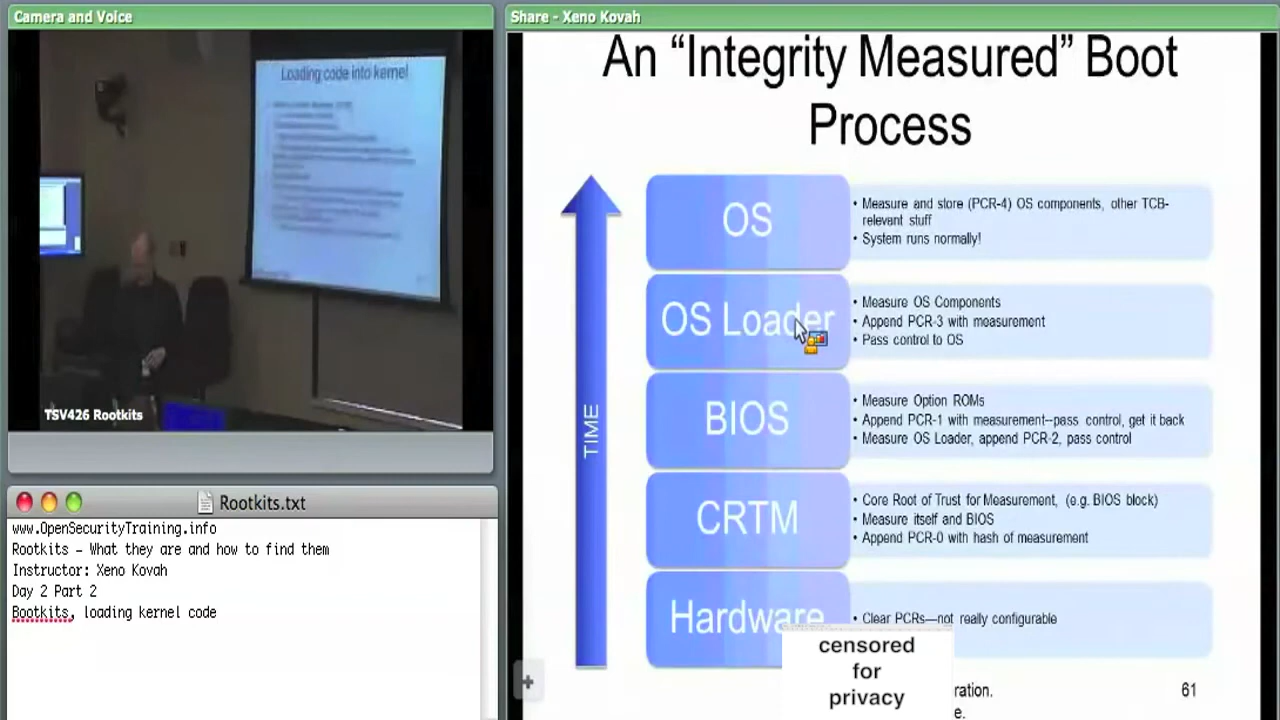 Camera and Voice
Loading code into kernel
TSV426 Rootkits
Rootkits.txt
www.OpenSecurityTraining.info
Rootkits - What they are and how to find them
Instructor: Xeno Kovah
Day 2 Part 2
Bootkits, loading kernel code
Share - Xeno Kovah
An “Integrity Measured” Boot
Process
TIME
OS
• Measure and store (PCR-4) OS components, other TCB-
relevant stuff
• System runs normally!
OS Loader
• Measure OS Components
• Append PCR-3 with measurement
• Pass control to OS
BIOS
• Measure Option ROMs
• Append PCR-1 with measurement--pass control, get it back
• Measure OS Loader, append PCR-2, pass control
CRTM
• Core Root of Trust for Measurement, (e.g. BIOS block)
• Measure itself and BIOS
• Append PCR-0 with hash of measurement
Hardware
• Clear PCRs—not really configurable
censored
for
privacy
ration.
e.
61